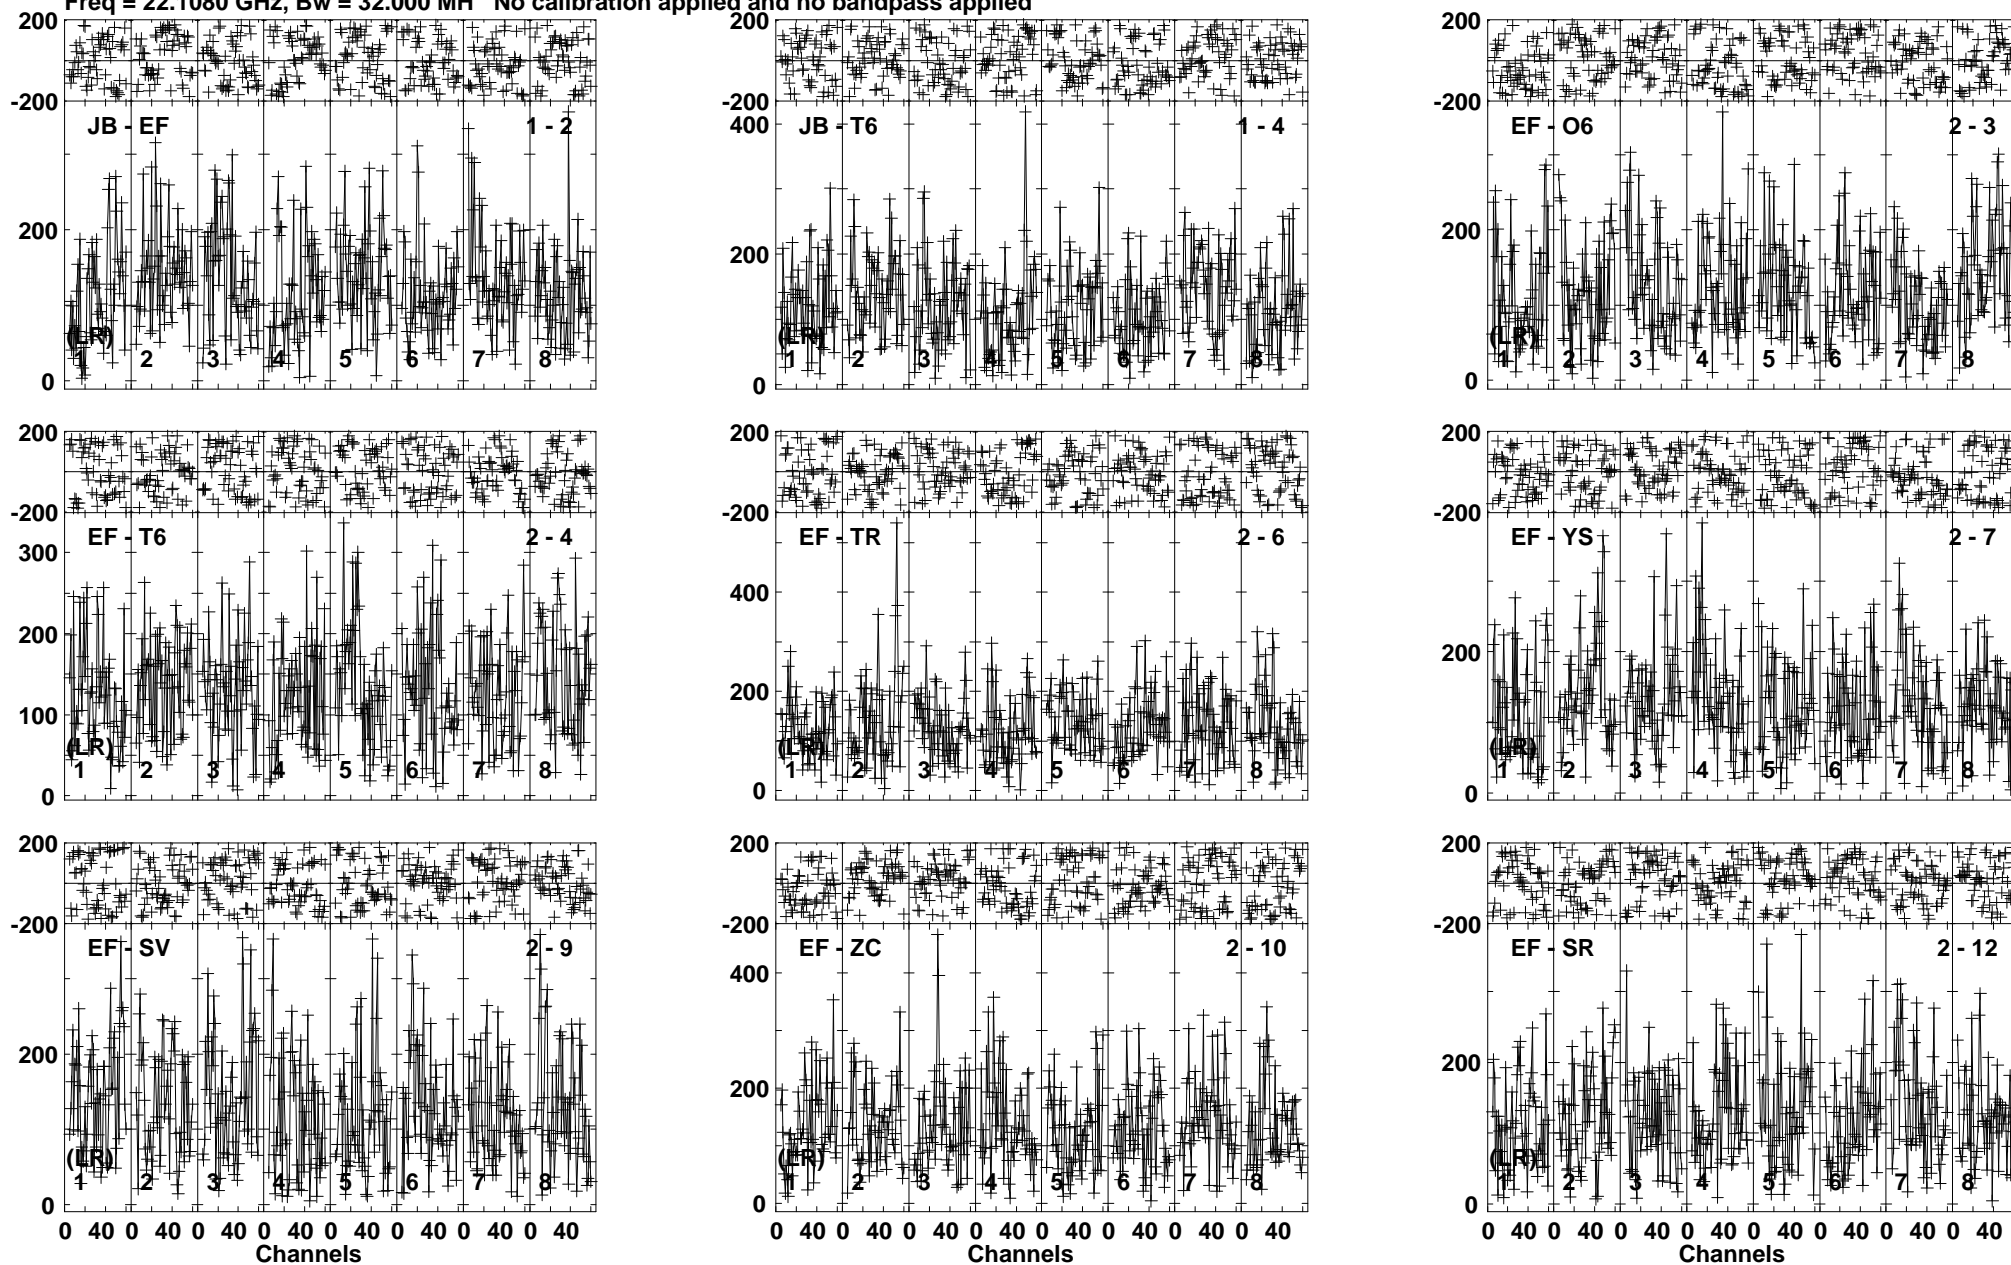 Freq = 22.1080 GHz, Bw = 32.000 MH No calibration applied and no bandpass applied
200
-200
JB - EF 1 - 2
200
(LR)
1 2 3 4 5 6 7 8
0
200
-200
JB - T6 1 - 4
400
200
(LR)
1 2 3 4 5 6 7 8
0
200
-200
EF - O6 2 - 3
200
(LR)
1 2 3 4 5 6 7 8
0
200
-200
EF - T6 2 - 4
300
200
100
(LR)
1 2 3 4 5 6 7 8
0
200
-200
EF - TR 2 - 6
400
200
(LR)
1 2 3 4 5 6 7 8
0
200
-200
EF - YS 2 - 7
200
(LR)
1 2 3 4 5 6 7 8
0
200
-200
EF - SV 2 - 9
200
(LR)
1 2 3 4 5 6 7 8
0
0 40 0 40 0 40 0 40 0 40 0 40 0 40 0 40
Channels
200
-200
EF - ZC 2 - 10
400
200
(LR)
1 2 3 4 5 6 7 8
0
0 40 0 40 0 40 0 40 0 40 0 40 0 40 0 40
Channels
200
-200
EF - SR 2 - 12
200
(LR)
1 2 3 4 5 6 7 8
0
0 40 0 40 0 40 0 40 0 40 0 40 0 40 0 40
Channels